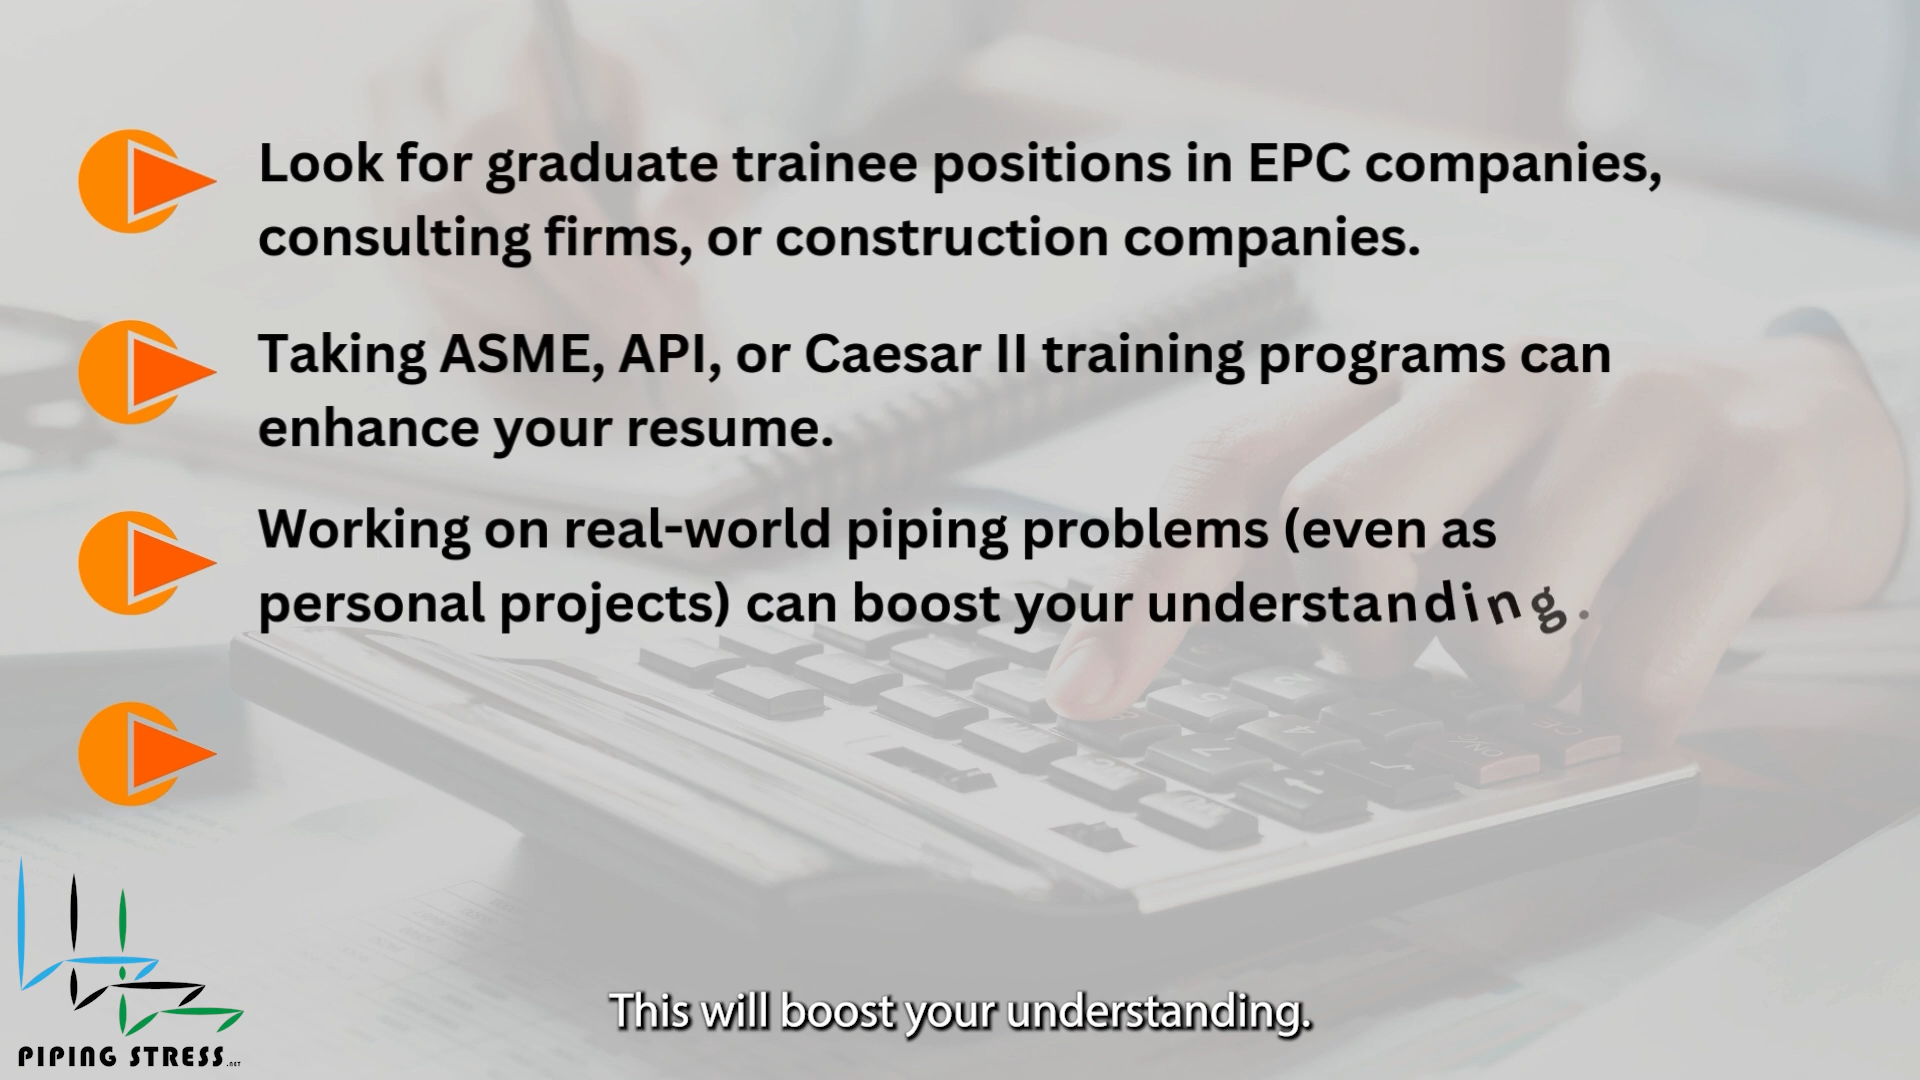 Look for graduate trainee positions in EPC companies,
consulting firms, or construction companies.
Taking ASME, API, or Caesar II training programs can
enhance your resume.
Working on real-world piping problems (even as
personal projects) can boost your understanding.
This will boost your understanding.
PIPING STRESS.NET